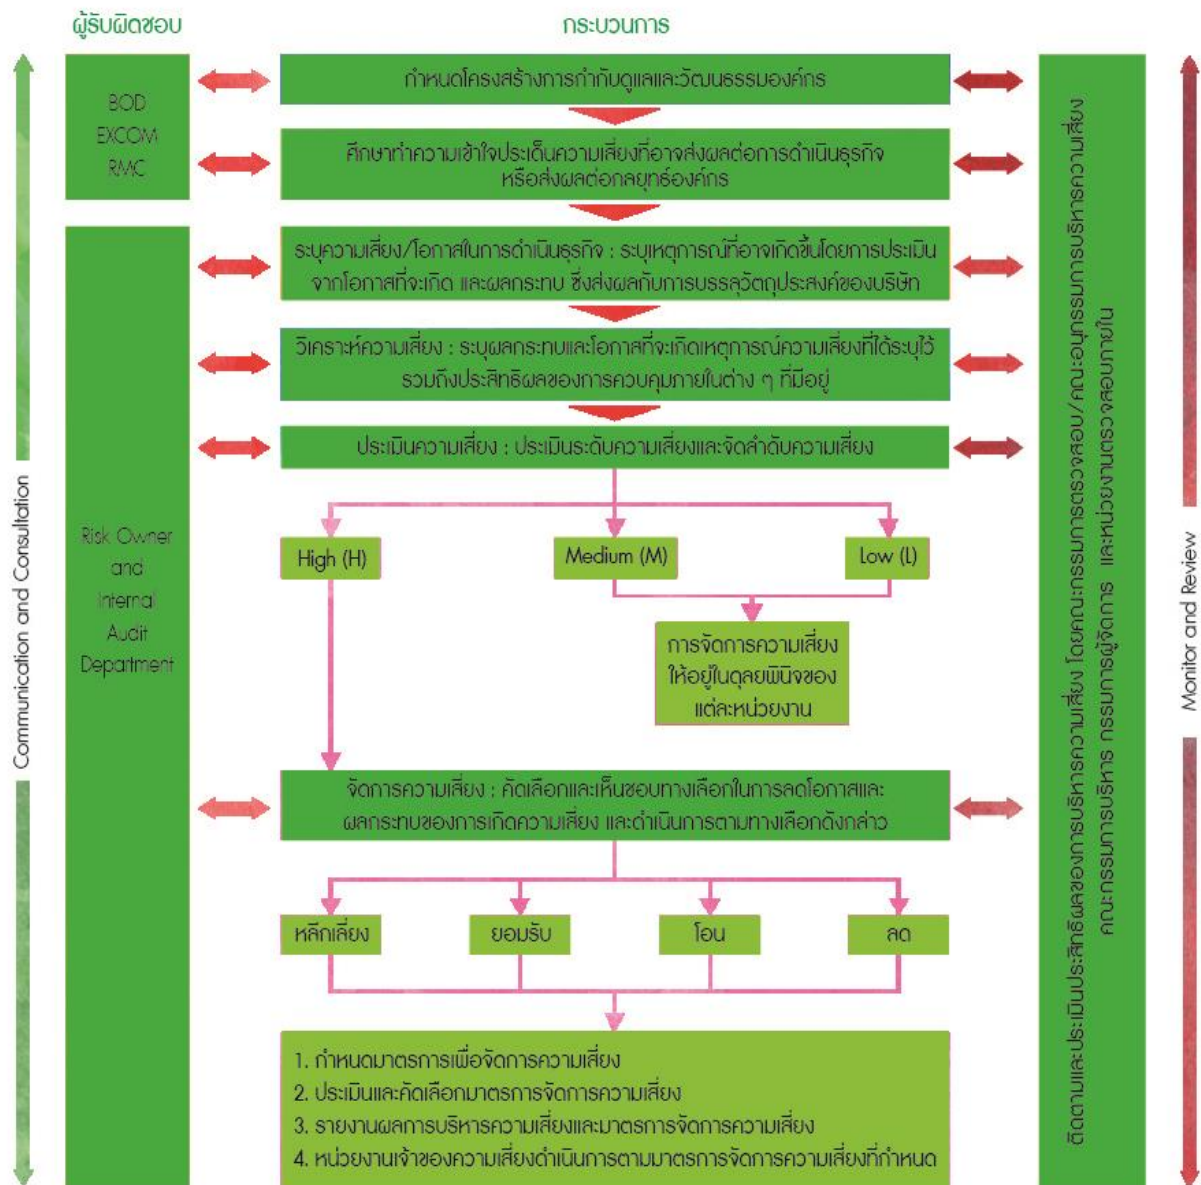 ผู้รับผิดชอบ
กระบวนการ
BOD
EXCOM
RMC
กำหนดโครงสร้างการกำกับดูแลและวัฒนธรรมองค์กร
ศึกษาทำความเข้าใจประเด็นความเสี่ยงที่อาจส่งผลต่อการดำเนินธุรกิจ
หรือส่งผลต่อกลยุทธ์องค์กร
ระบุความเสี่ยง/โอกาสในการดำเนินธุรกิจ : ระบุเหตุการณ์ที่อาจเกิดขึ้นโดยการประเมิน
จากโอกาสที่จะเกิด และผลกระทบ ซึ่งส่งผลกับการบรรลุวัตถุประสงค์ของบริษัท
วิเคราะห์ความเสี่ยง : ระบุผลกระทบและโอกาสที่จะเกิดเหตุการณ์ความเสี่ยงที่ได้ระบุไว้
รวมถึงประสิทธิผลของการควบคุมภายในต่าง ๆ ที่มีอยู่
ประเมินความเสี่ยง : ประเมินระดับความเสี่ยงและจัดลำดับความเสี่ยง
Risk Owner
and
Internal
Audit
Department
High (H)
Medium (M)
Low (L)
การจัดการความเสี่ยง
ให้อยู่ในดุลยพินิจของ
แต่ละหน่วยงาน
จัดการความเสี่ยง : คัดเลือกและเห็นชอบทางเลือกในการลดโอกาสและ
ผลกระทบของการเกิดความเสี่ยง และดำเนินการตามทางเลือกดังกล่าว
หลีกเลี่ยง
ยอมรับ
โอน
ลด
1. กำหนดมาตรการเพื่อจัดการความเสี่ยง
2. ประเมินและคัดเลือกมาตรการจัดการความเสี่ยง
3. รายงานผลการบริหารความเสี่ยงและมาตรการจัดการความเสี่ยง
4. หน่วยงานเจ้าของความเสี่ยงดำเนินการตามมาตรการจัดการความเสี่ยงที่กำหนด
Communication and Consultation
ติดตามและประเมินประสิทธิผลของการบริหารความเสี่ยง โดยคณะกรรมการตรวจสอบ/คณะอนุกรรมการบริหารความเสี่ยง
คณะกรรมการบริหาร กรรมการผู้จัดการ และหน่วยงานตรวจสอบภายใน
Monitor and Review